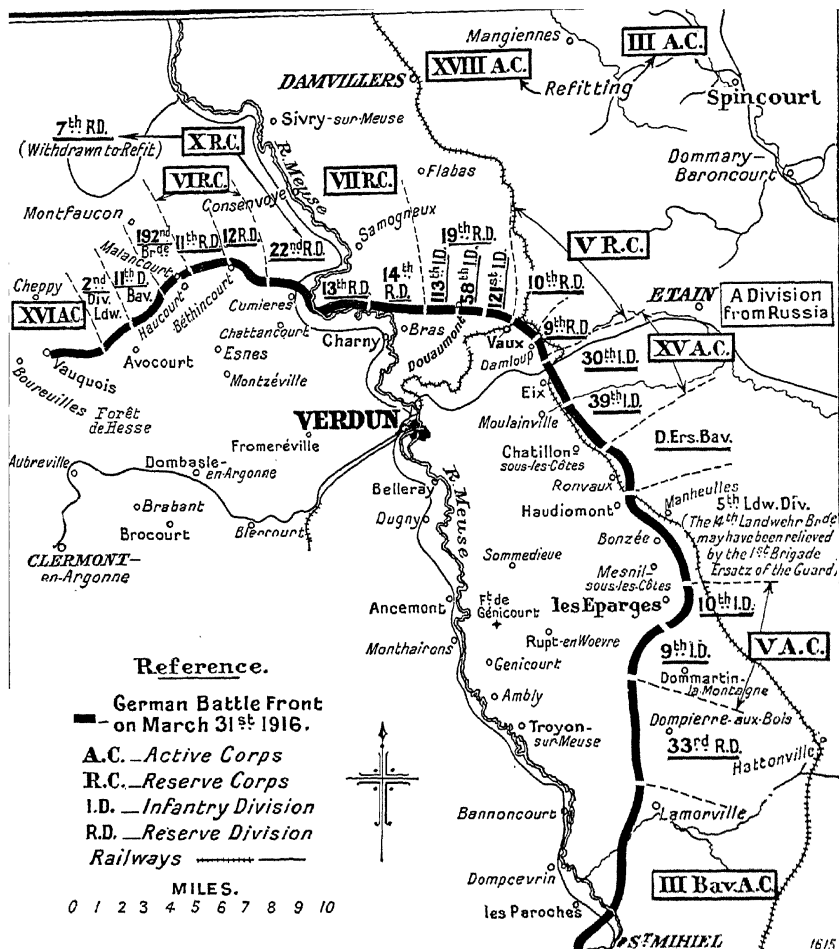 Mangiennes
III A.C.
XVIII A.C.
Refitting
DAMVILLERS
Spincourt
7th R.D.
(Withdrawn to Refit)
X R.C.
Sivry-sur-Meuse
R. Meuse
Dommary-
Baroncourt
VI R.C.
VII R.C.
Flabas
Consenvoye
Montfaucon
Samogneux
192nd
Brde
11th R.D.
12 R.D.
22nd R.D.
19th R.D.
V R.C.
Malancourt
Cheppy
2nd
Div.
Ldw.
11th D.
Bav.
Haucourt
Béthincourt
13th R.D.
14th
R.D.
113th I.D.
58th I.D.
121st I.D.
10th R.D.
ETAIN
A Division
from Russia
XVI A.C.
Cumieres
Chattancourt
Charny
Bras
Douaumont
Vaux
Damloup
9th R.D.
XV A.C.
30th I.D.
Vauquois
Avocourt
Esnes
Boureuilles
Montzéville
Eix
39th I.D.
Forêt
de Hesse
VERDUN
Moulainville
D. Ers. Bav.
Fromeréville
Chatillon
sous-les-Côtes
Aubreville
Dombasle-
en-Argonne
Ronvaux
Belleray
R. Meuse
Haudiomont
Manheulles
5th Ldw. Div.
(The 14th Landwehr Brde
may have been relieved
by the 1st Brigade
Ersatz of the Guard)
Brabant
Brocourt
Blercourt
Dugny
Bonzée
CLERMONT-
en-Argonne
Sommedieue
Mesnil-
sous-les-Côtes
Ancemont
Ft de
Génicourt
les Eparges
10th I.D.
Monthairons
Rupt-en-Woevre
V A.C.
9th I.D.
Genicourt
Dommartin-
la-Montagne
Ambly
Dompierre-aux-Bois
Troyon-
sur-Meuse
33rd R.D.
Hattonville
Bannoncourt
Lamorville
Dompcevrin
III Bav. A.C.
les Paroches
ST MIHIEL
Reference.
German Battle Front
on March 31st 1916.
A.C. _ Active Corps
R.C. _ Reserve Corps
I.D. _ Infantry Division
R.D. _ Reserve Division
Railways
MILES.
0 1 2 3 4 5 6 7 8 9 10